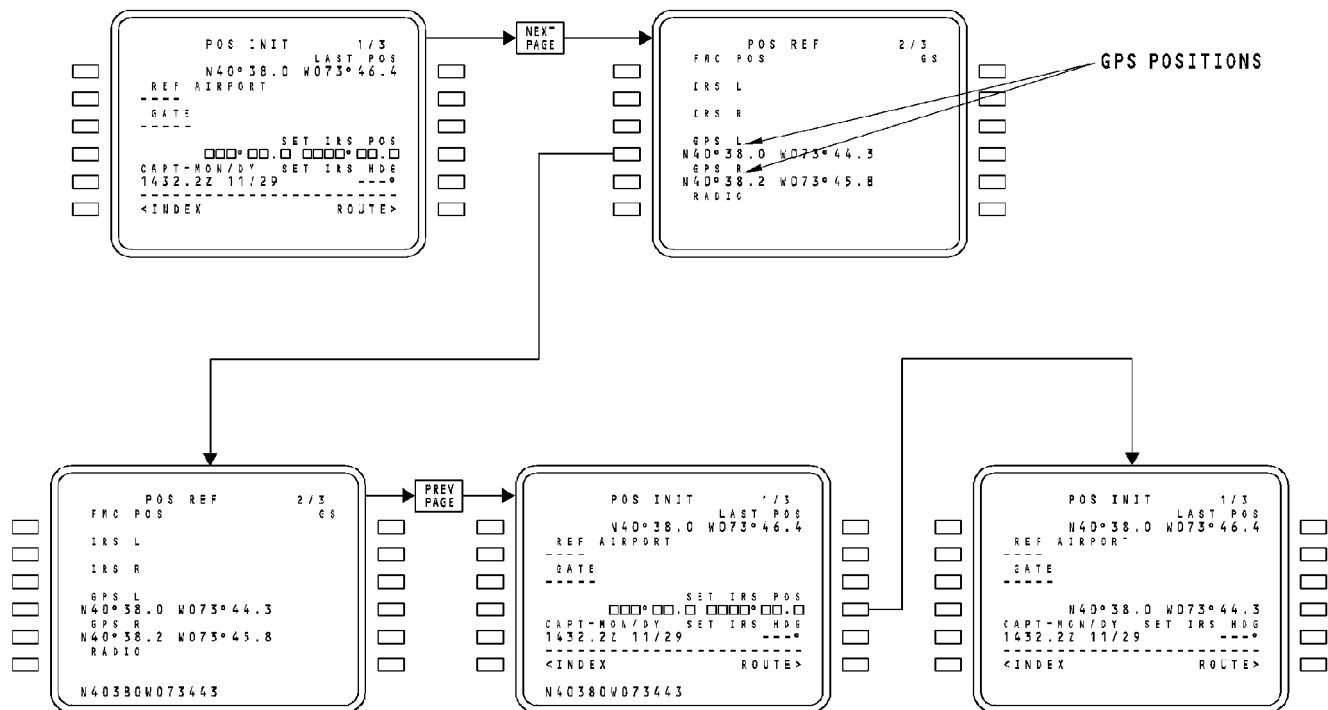 POS INIT 1/3
LAST POS
N40°38.0 W073°46.4
REF AIRPORT
----
GATE
-----
SET IRS POS
□□□°□□.□ □□□□°□□.□
CAPT-MON/DY SET IRS HDG
1432.2Z 11/29 ---°
<INDEX ROUTE>
NEXT
PAGE
POS REF 2/3
FMC POS GS
IRS L
IRS R
GPS L
N40°38.0 W073°44.3
GPS R
N40°38.2 W073°45.8
RADIO
GPS POSITIONS
POS REF 2/3
FMC POS GS
IRS L
IRS R
GPS L
N40°38.0 W073°44.3
GPS R
N40°38.2 W073°45.8
RADIO
N40380W073443
PREV
PAGE
POS INIT 1/3
LAST POS
N40°38.0 W073°46.4
REF AIRPORT
----
GATE
-----
SET IRS POS
□□□°□□.□ □□□□°□□.□
CAPT-MON/DY SET IRS HDG
1432.2Z 11/29 ---°
<INDEX ROUTE>
N40380W073443
POS INIT 1/3
LAST POS
N40°38.0 W073°46.4
REF AIRPORT
----
GATE
-----
N40°38.0 W073°44.3
CAPT-MON/DY SET IRS HDG
1432.2Z 11/29 ---°
<INDEX ROUTE>